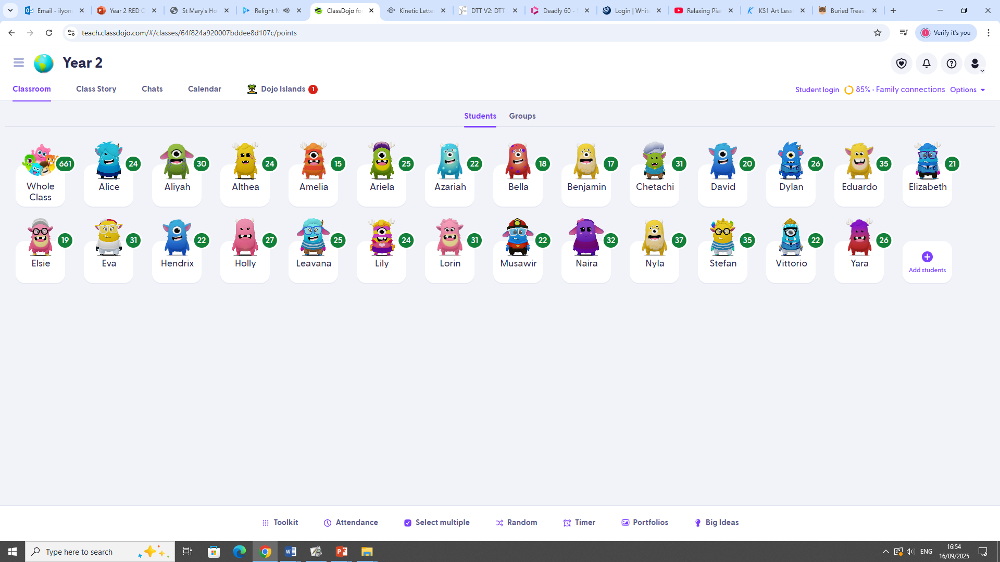 Email - ilyon
Year 2 RED C
St Mary's Ho
Relight M
ClassDojo fo
Kinetic Lette
DTT V2: DTT
Deadly 60 -
Login | White
Relaxing Pian
KS1 Art Less
Buried Treas
teach.classdojo.com/#/classes/64f824a920007bddee8d107c/points
Verify it's you
Year 2
Classroom Class Story Chats Calendar Dojo Islands 1
Student login 85% · Family connections Options
Students Groups
661 24 30 24 15 25 22 18 17 31 20 26 35 21
Whole Class Alice Aliyah Althea Amelia Ariela Azariah Bella Benjamin Chetachi David Dylan Eduardo Elizabeth
19 31 22 27 25 24 31 22 32 37 35 22 26
Elsie Eva Hendrix Holly Leavana Lily Lorin Musawir Naira Nyla Stefan Vittorio Yara Add students
Toolkit Attendance Select multiple Random Timer Portfolios Big Ideas
Type here to search
ENG
16:54
16/09/2025